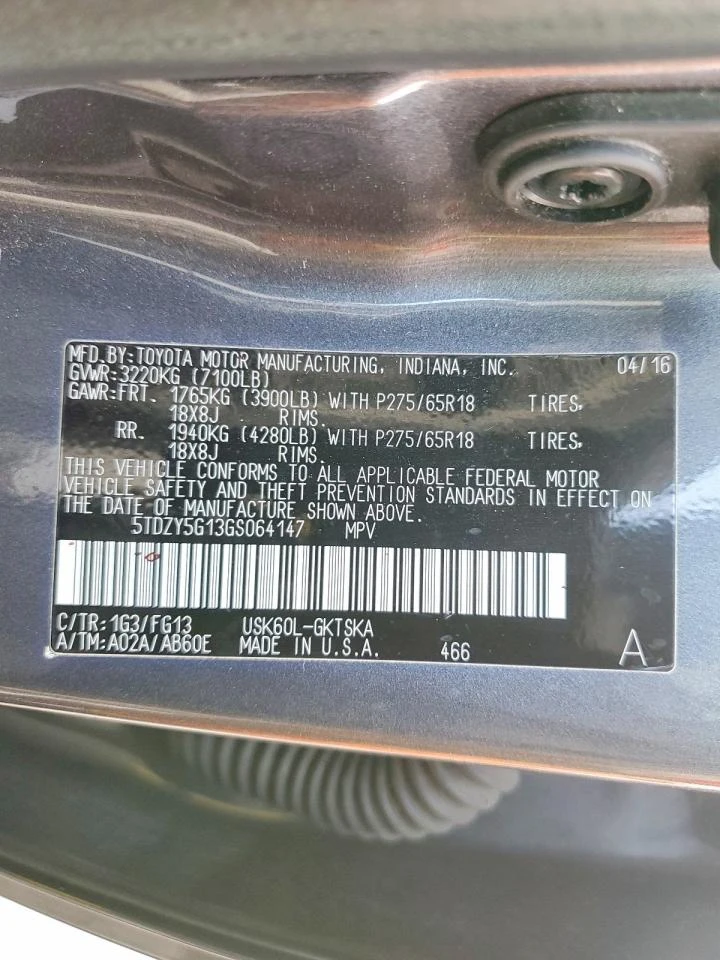 MFD.BY:TOYOTA MOTOR MANUFACTURING, INDIANA, INC. 04/16
GVWR:3220KG (7100LB)
GAWR:FRT. 1765KG (3900LB) WITH P275/65R18 TIRES,
18X8J RIMS.
RR. 1940KG (4280LB) WITH P275/65R18 TIRES,
18X8J RIMS.
THIS VEHICLE CONFORMS TO ALL APPLICABLE FEDERAL MOTOR
VEHICLE SAFETY AND THEFT PREVENTION STANDARDS IN EFFECT ON
THE DATE OF MANUFACTURE SHOWN ABOVE.
5TDZY5G13GS064147 MPV
C/TR:1G3/FG13 USK60L-GKTSKA
A/TM:A02A/AB60E MADE IN U.S.A. 466 A